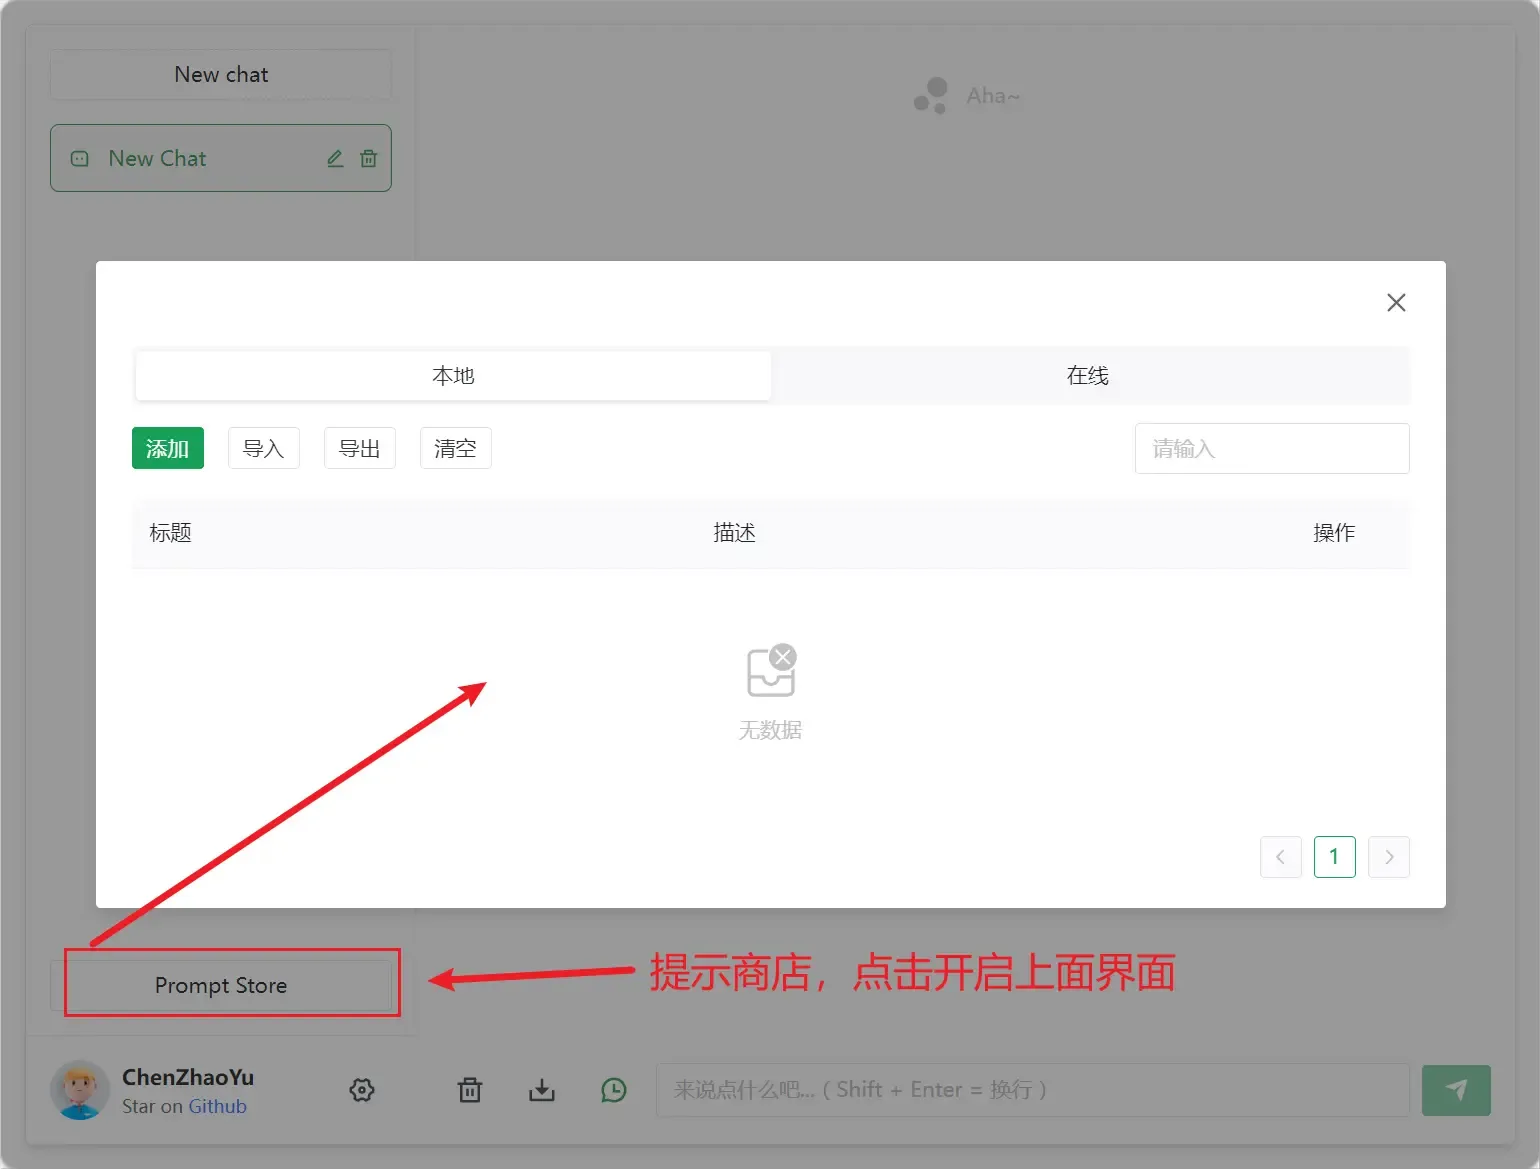 New chat
Aha~
New Chat
本地
在线
添加
导入
导出
清空
请输入
标题
描述
操作
无数据
1
Prompt Store
提示商店，点击开启上面界面
ChenZhaoYu
Star on Github
来说点什么吧...（Shift + Enter = 换行）